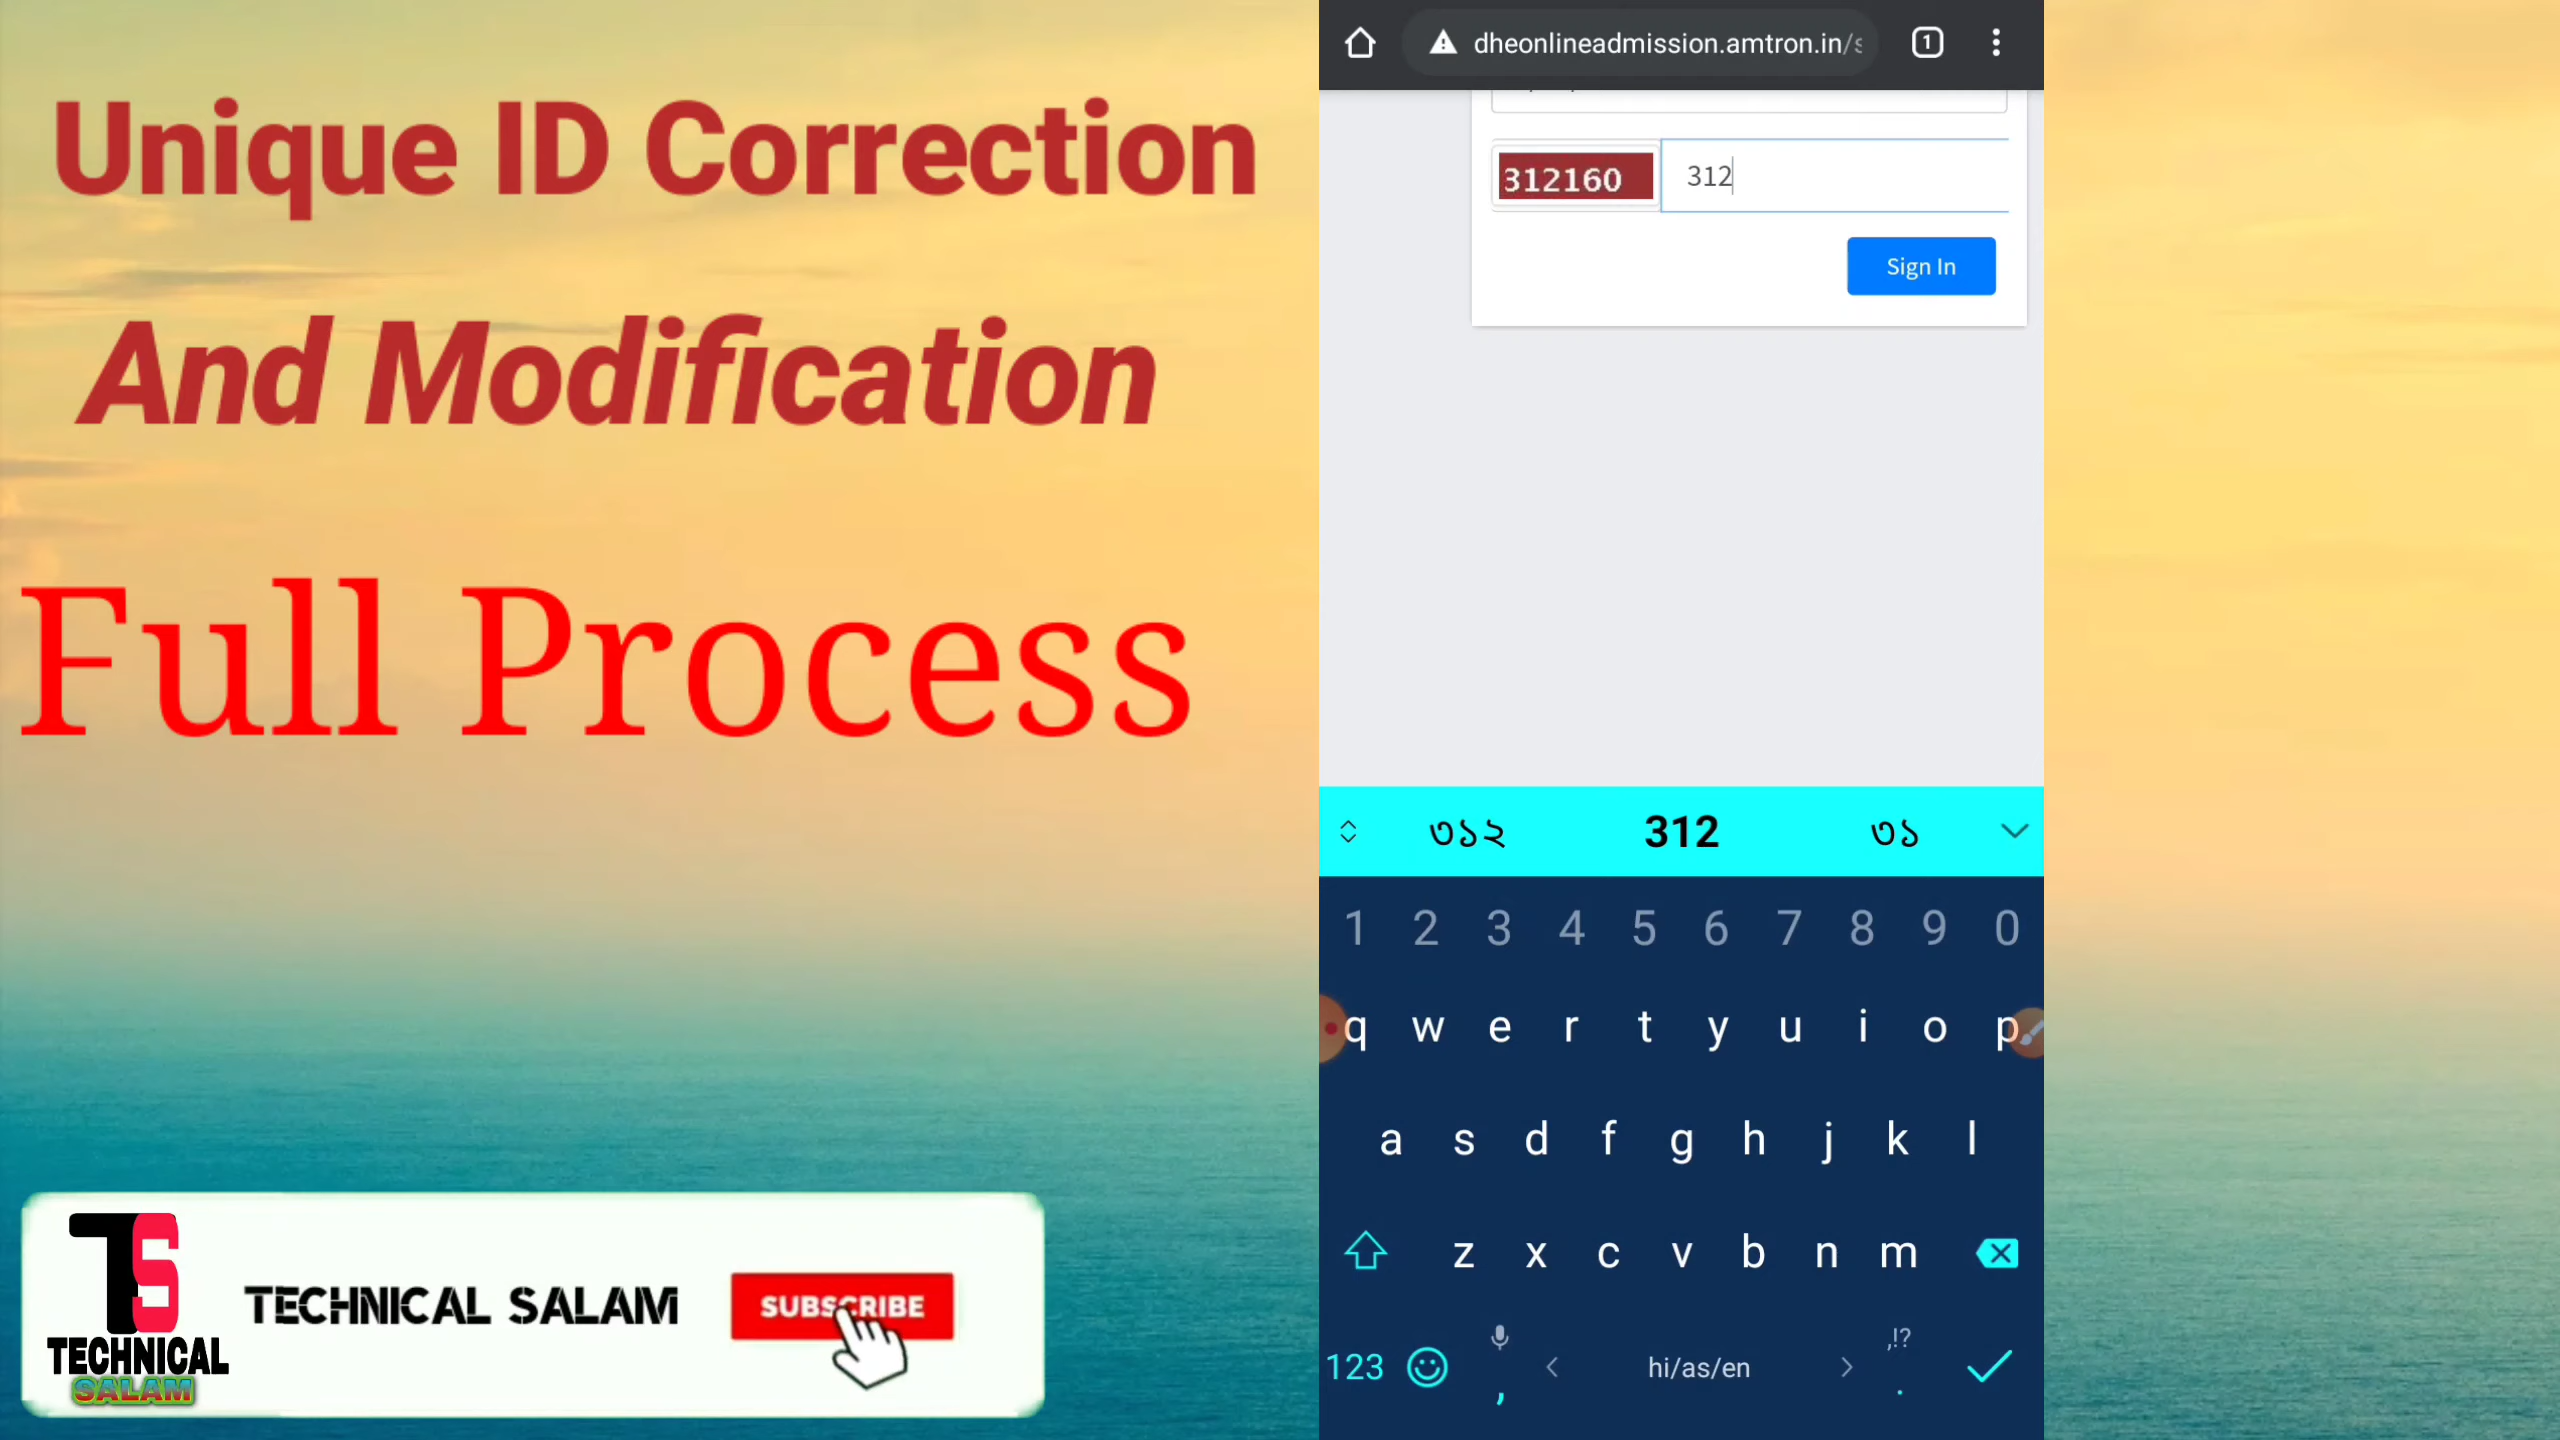 Unique ID Correction
And Modification
Full Process
TECHNICAL
SALAM
TECHNICAL SALAM
SUBSCRIBE
1
dheonlineadmission.amtron.in/s
312160
312
Sign In
৩১২ 312 ৩১
1 2 3 4 5 6 7 8 9 0
q w e r t y u i o p
a s d f g h j k l
z x c v b n m
,!?
123 , < hi/as/en > .